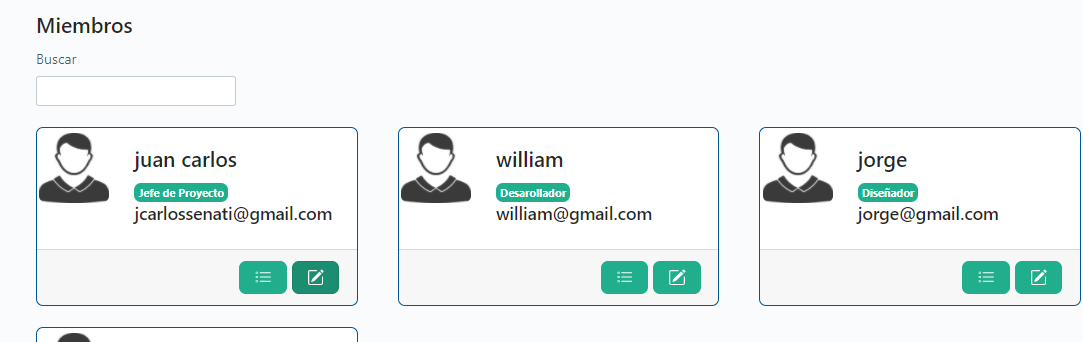 Miembros
Buscar
juan carlos
Jefe de Proyecto
jcarlossenati@gmail.com
william
Desarollador
william@gmail.com
jorge
Diseñador
jorge@gmail.com